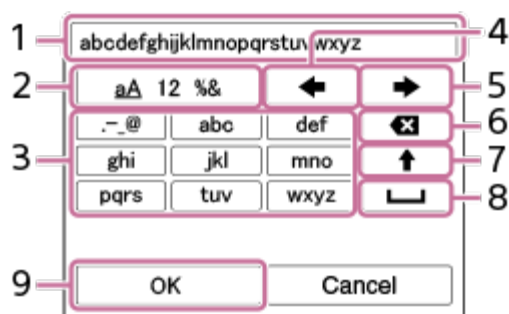 1 abcdefghijklmnopqrstuvwxyz 4
2 aA 12 %& 5
.-_@ abc def 6
3 ghi jkl mno 7
pqrs tuv wxyz 8
9 OK Cancel